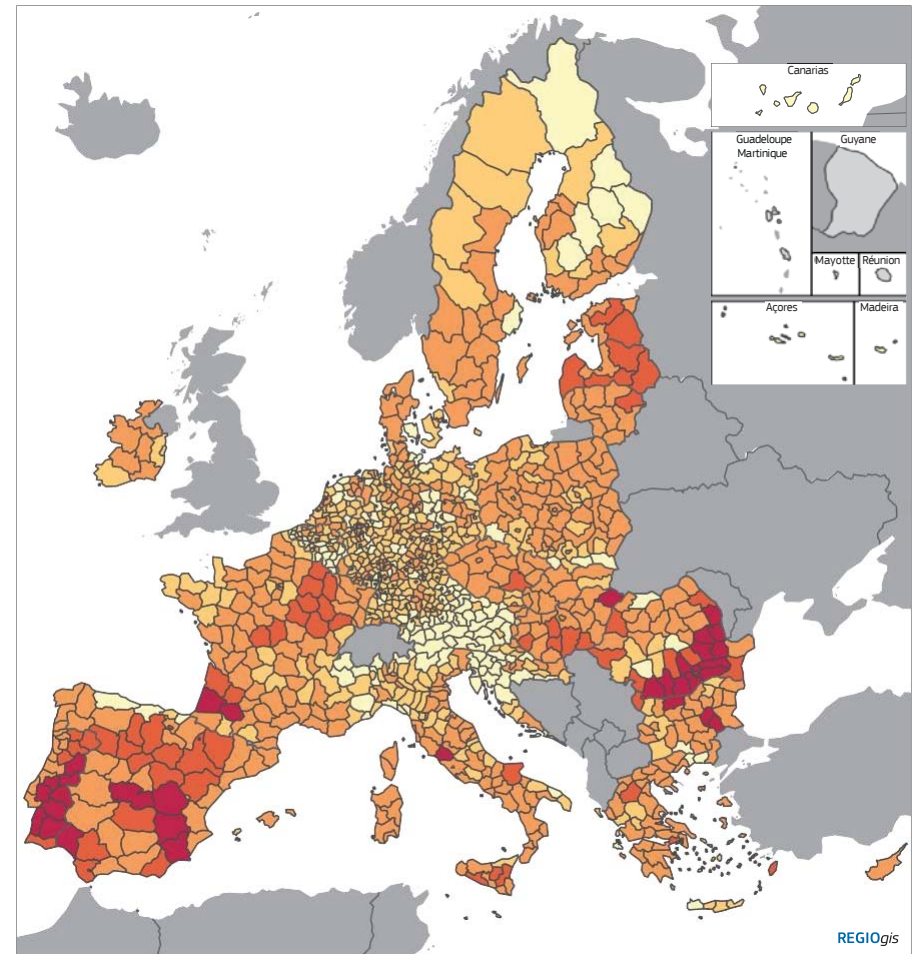 Canarias
Guadeloupe
Martinique
Guyane
Mayotte
Réunion
Açores
Madeira
REGIOgis